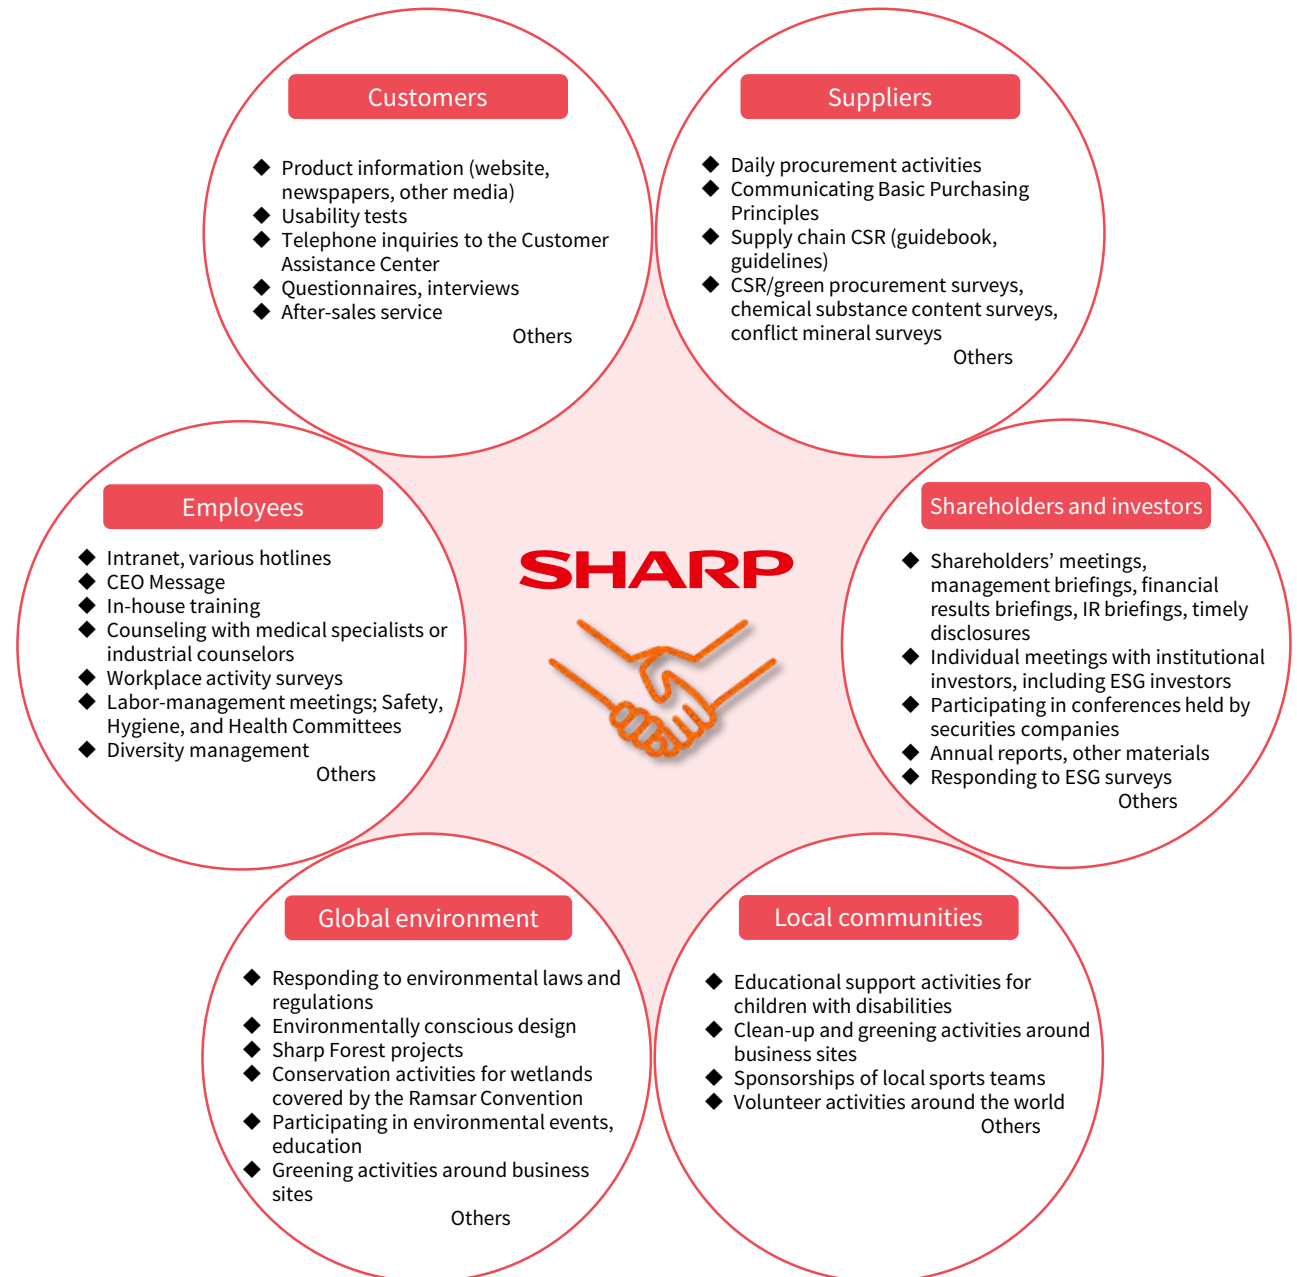 Customers
◆ Product information (website,
newspapers, other media)
◆ Usability tests
◆ Telephone inquiries to the Customer
Assistance Center
◆ Questionnaires, interviews
◆ After-sales service
Others
Suppliers
◆ Daily procurement activities
◆ Communicating Basic Purchasing
Principles
◆ Supply chain CSR (guidebook,
guidelines)
◆ CSR/green procurement surveys,
chemical substance content surveys,
conflict mineral surveys
Others
Employees
◆ Intranet, various hotlines
◆ CEO Message
◆ In-house training
◆ Counseling with medical specialists or
industrial counselors
◆ Workplace activity surveys
◆ Labor-management meetings; Safety,
Hygiene, and Health Committees
◆ Diversity management
Others
SHARP
Shareholders and investors
◆ Shareholders’ meetings,
management briefings, financial
results briefings, IR briefings, timely
disclosures
◆ Individual meetings with institutional
investors, including ESG investors
◆ Participating in conferences held by
securities companies
◆ Annual reports, other materials
◆ Responding to ESG surveys
Others
Global environment
◆ Responding to environmental laws and
regulations
◆ Environmentally conscious design
◆ Sharp Forest projects
◆ Conservation activities for wetlands
covered by the Ramsar Convention
◆ Participating in environmental events,
education
◆ Greening activities around business
sites
Others
Local communities
◆ Educational support activities for
children with disabilities
◆ Clean-up and greening activities around
business sites
◆ Sponsorships of local sports teams
◆ Volunteer activities around the world
Others